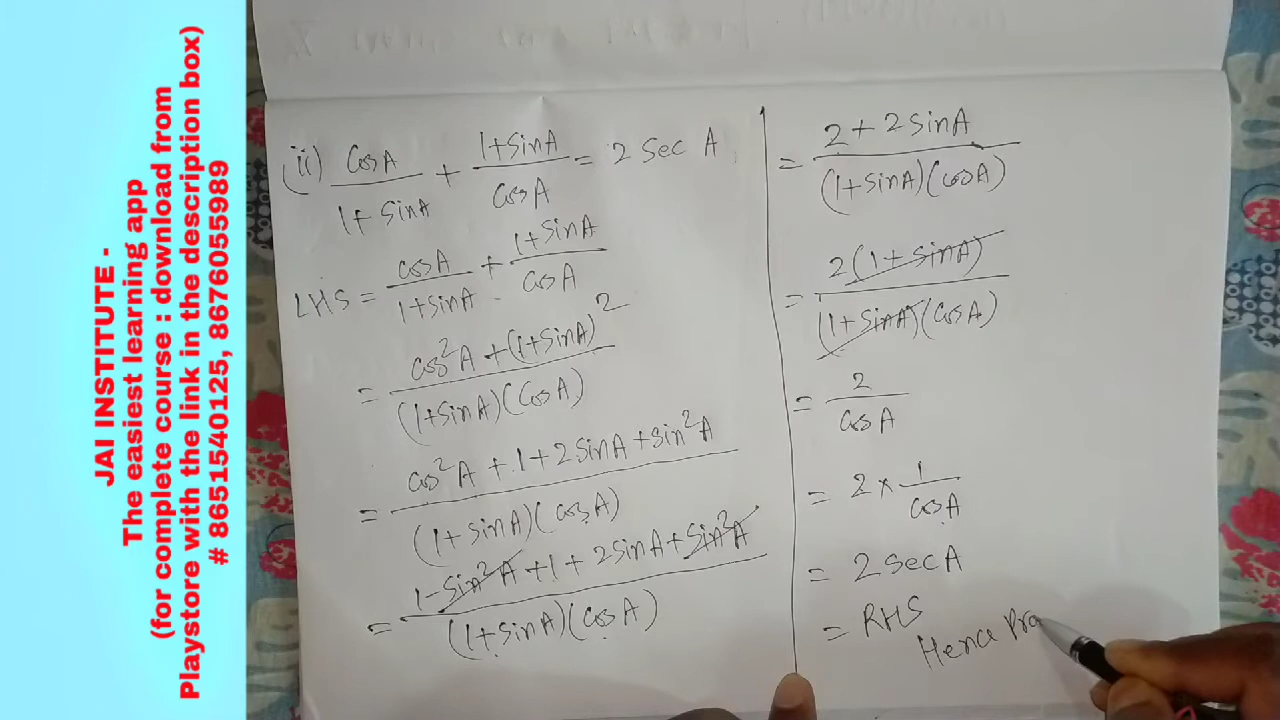 JAI INSTITUTE -
The easiest learning app
(for complete course : download from
Playstore with the link in the description box)
# 8651540125, 8676055989
(ii) CosA/(1+SinA) + (1+SinA)/CosA = 2 Sec A
LHS = CosA/(1+SinA) + (1+SinA)/CosA
= (Cos²A + (1+SinA)²)/((1+SinA)(CosA))
= (Cos²A + 1 + 2SinA + Sin²A)/((1+SinA)(CosA))
= (1-Sin²A + 1 + 2SinA + Sin²A)/((1+SinA)(CosA))
= (2 + 2SinA)/((1+SinA)(CosA))
= 2(1+SinA)/((1+SinA)(CosA))
= 2/CosA
= 2 × 1/CosA
= 2SecA
= RHS
Hence Pro